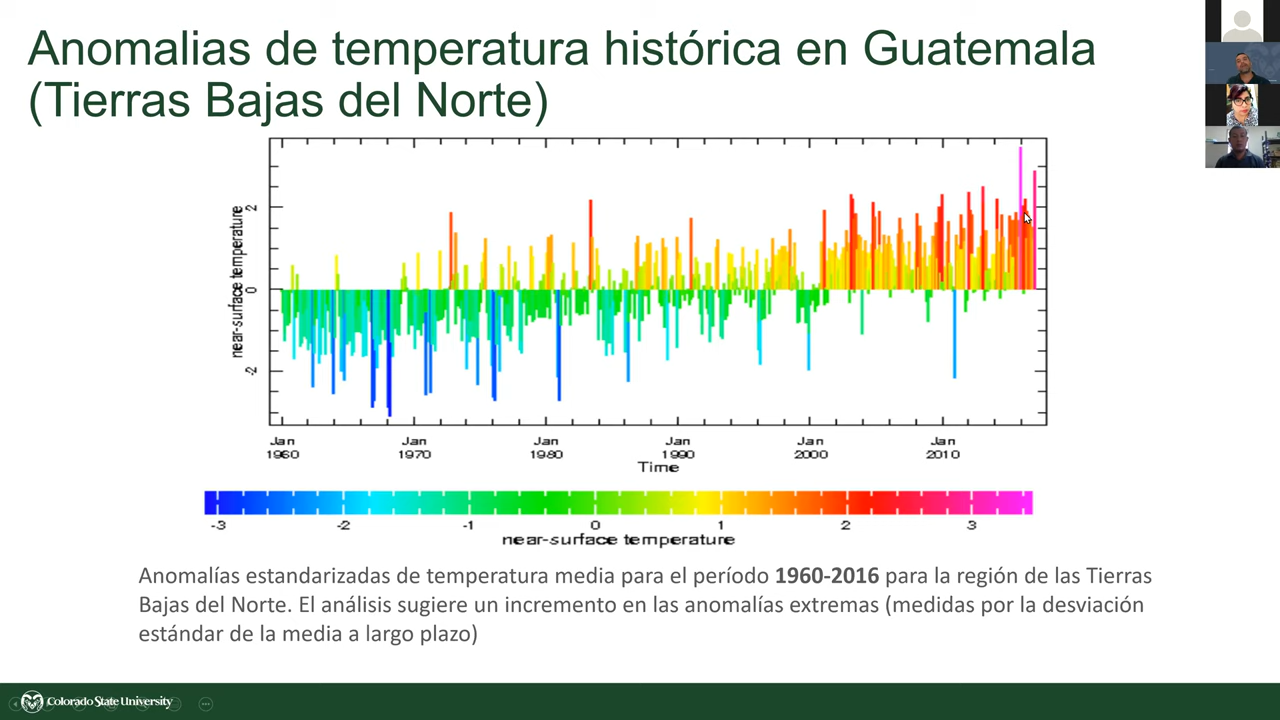 Anomalias de temperatura histórica en Guatemala
(Tierras Bajas del Norte)
near-surface temperature
2
0
-2
Jan 1960
Jan 1970
Jan 1980
Jan 1990
Jan 2000
Jan 2010
Time
-3 -2 -1 0 1 2 3
near-surface temperature
Anomalías estandarizadas de temperatura media para el período 1960-2016 para la región de las Tierras
Bajas del Norte. El análisis sugiere un incremento en las anomalías extremas (medidas por la desviación
estándar de la media a largo plazo)
Colorado State University